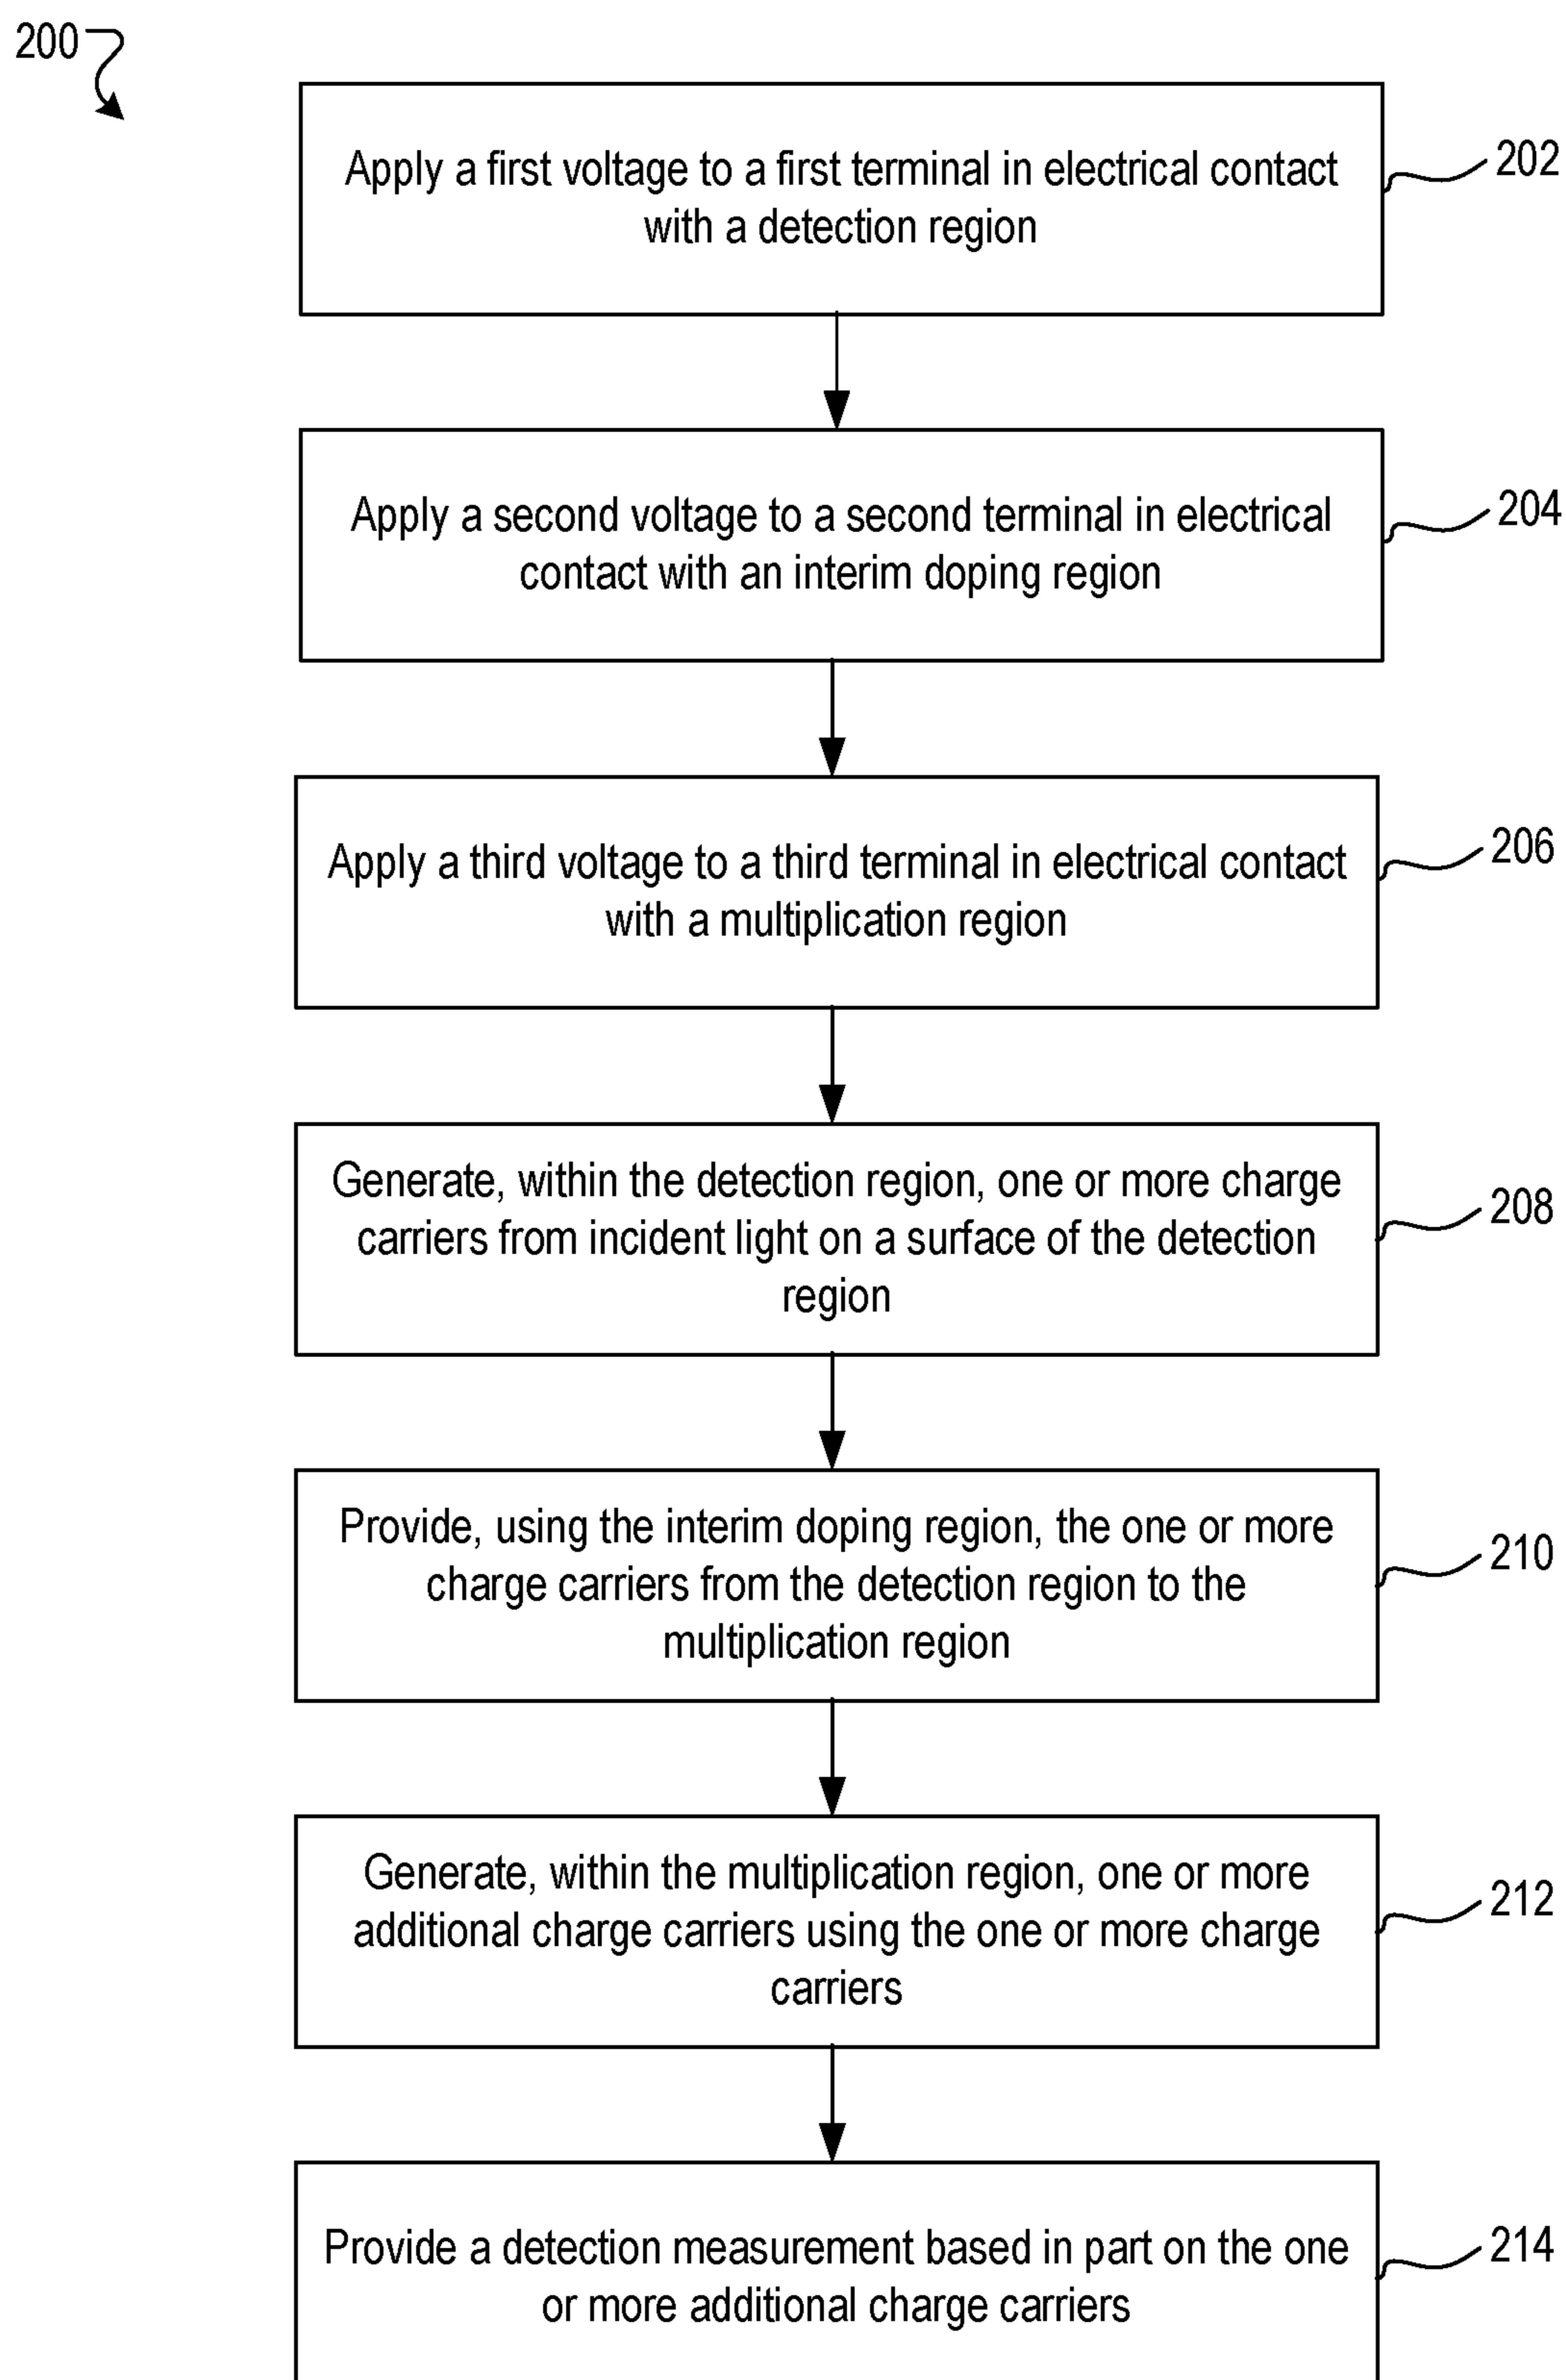 200
Apply a first voltage to a first terminal in electrical contact
with a detection region
202
Apply a second voltage to a second terminal in electrical
contact with an interim doping region
204
Apply a third voltage to a third terminal in electrical contact
with a multiplication region
206
Generate, within the detection region, one or more charge
carriers from incident light on a surface of the detection
region
208
Provide, using the interim doping region, the one or more
charge carriers from the detection region to the
multiplication region
210
Generate, within the multiplication region, one or more
additional charge carriers using the one or more charge
carriers
212
Provide a detection measurement based in part on the one
or more additional charge carriers
214